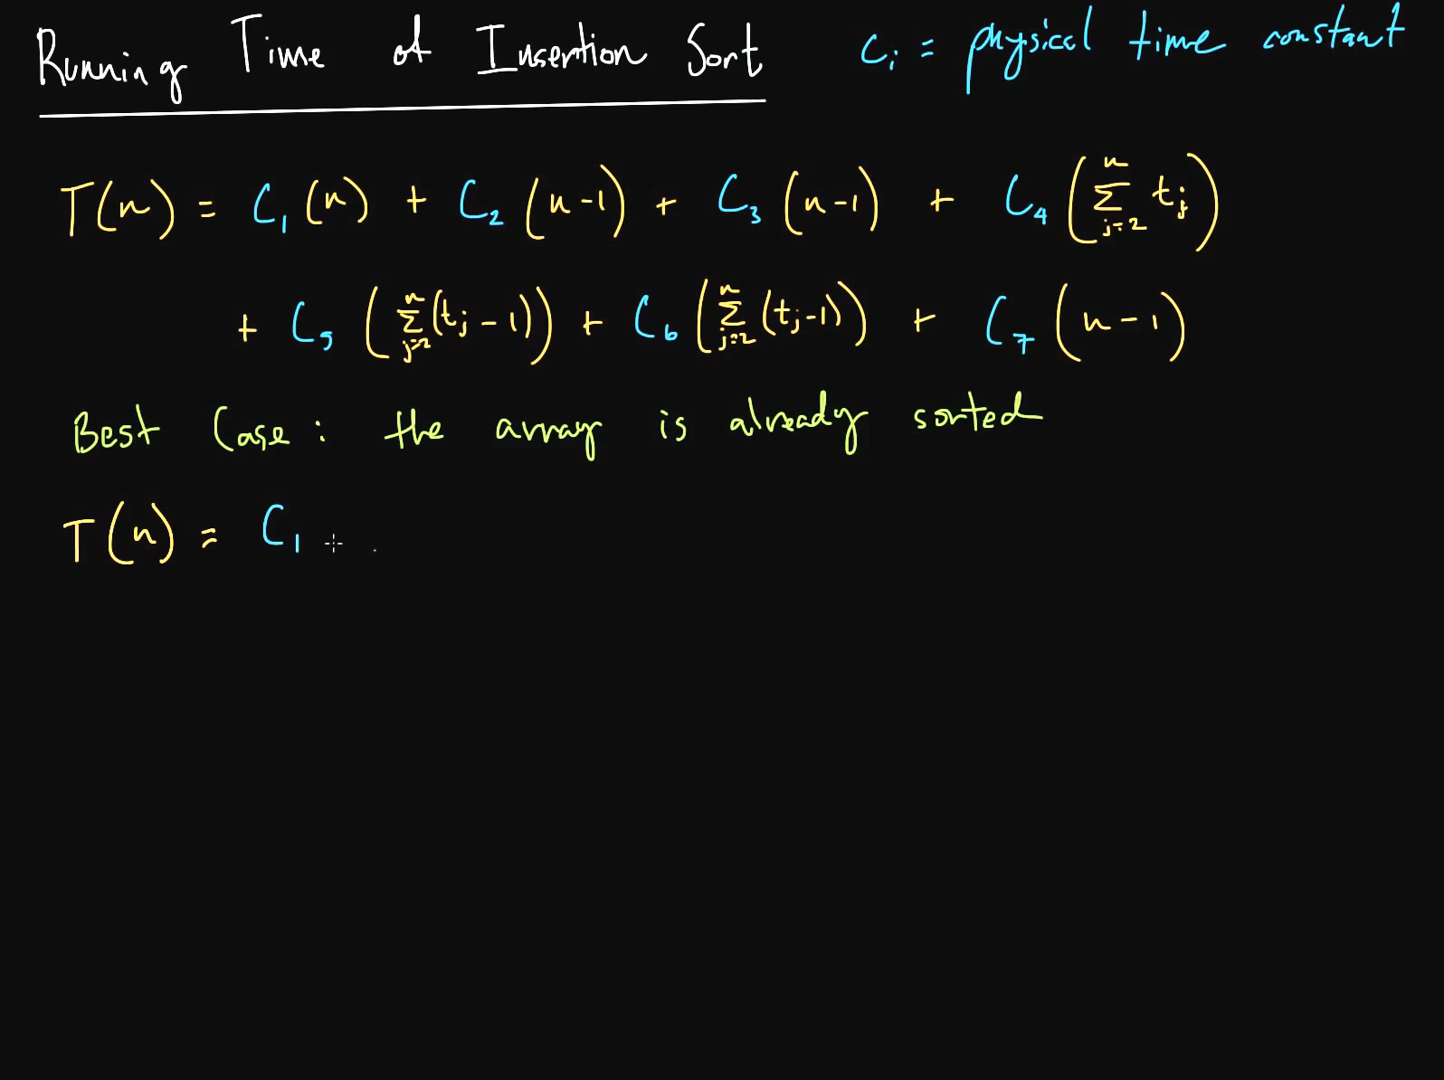 Running Time of Insertion Sort
cᵢ = physical time constant
T(n) = C₁(n) + C₂(n-1) + C₃(n-1) + C₄(∑ⁿⱼ₌₂ tⱼ)
+ C₅(∑ⁿⱼ₌₂(tⱼ - 1)) + C₆(∑ⁿⱼ₌₂(tⱼ-1)) + C₇(n-1)
Best Case: the array is already sorted
T(n) = C₁